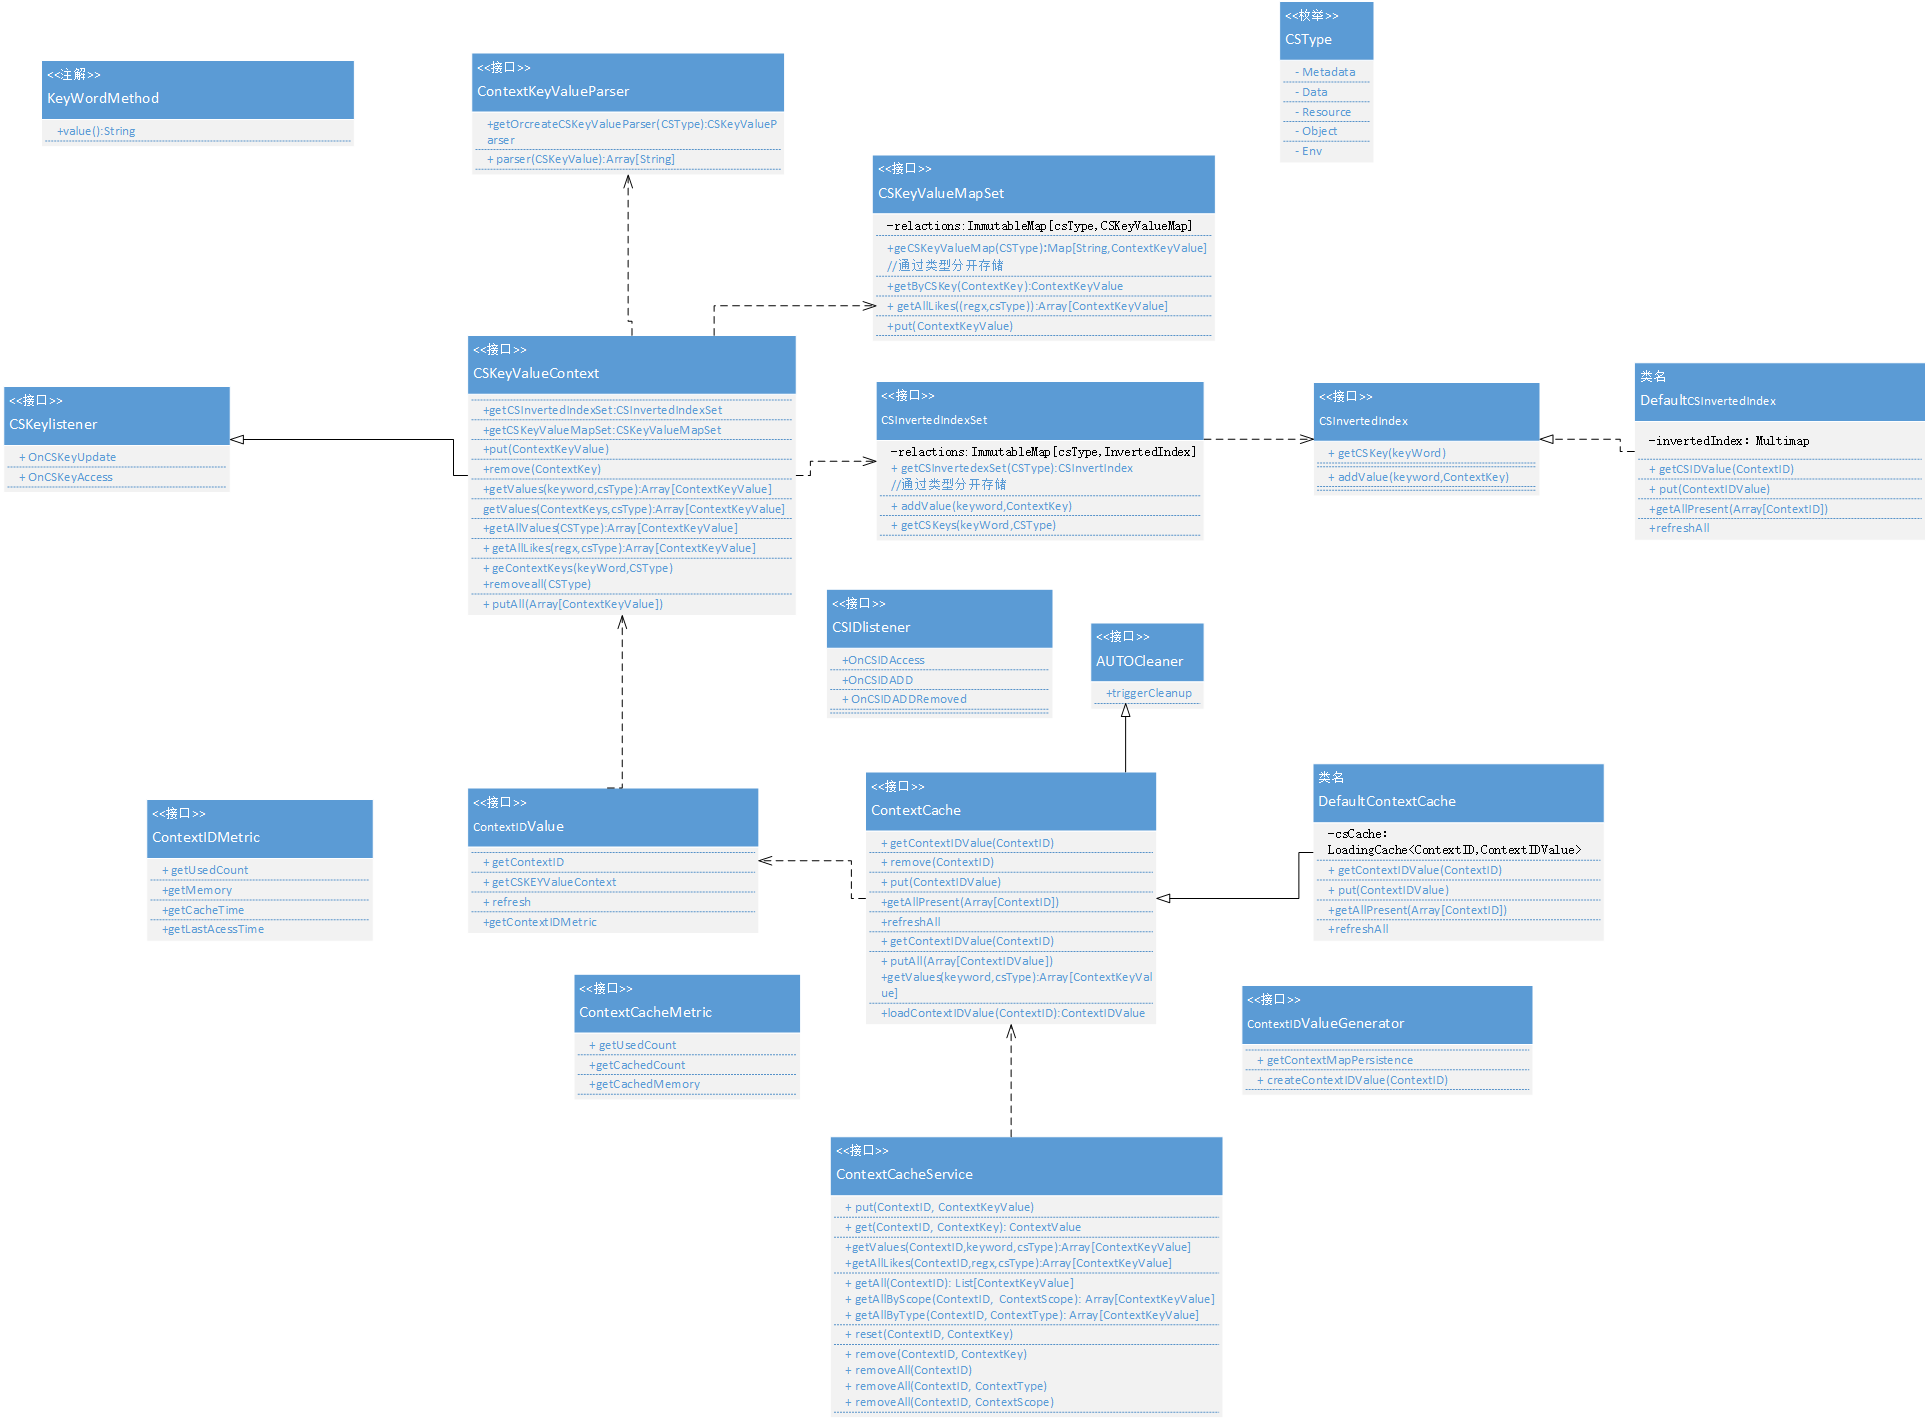 <<枚举>>
CSType
- Metadata
- Data
- Resource
- Object
- Env
<<注解>>
KeyWordMethod
+value():String
<<接口>>
ContextKeyValueParser
+getOrcreateCSKeyValueParser(CSType):CSKeyValueP
arser
+ parser(CSKeyValue):Array[String]
<<接口>>
CSKeyValueMapSet
-relactions:ImmutableMap[csType,CSKeyValueMap]
+geCSKeyValueMap(CSType):Map[String,ContextKeyValue]
//通过类型分开存储
+getByCSKey(ContextKey):ContextKeyValue
+ getAllLikes((regx,csType)):Array[ContextKeyValue]
+put(ContextKeyValue)
<<接口>>
CSKeyValueContext
+getCSInvertedIndexSet:CSInvertedIndexSet
+getCSKeyValueMapSet:CSKeyValueMapSet
+put(ContextKeyValue)
+remove(ContextKey)
+getValues(keyword,csType):Array[ContextKeyValue]
getValues(ContextKeys,csType):Array[ContextKeyValue]
+getAllValues(CSType):Array[ContextKeyValue]
+ getAllLikes(regx,csType):Array[ContextKeyValue]
+ geContextKeys(keyWord,CSType)
+removeall(CSType)
+ putAll(Array[ContextKeyValue])
<<接口>>
CSKeylistener
+ OnCSKeyUpdate
+ OnCSKeyAccess
<<接口>>
CSInvertedIndexSet
-relactions:ImmutableMap[csType,InvertedIndex]
+ getCSInvertedexSet(CSType):CSInvertIndex
//通过类型分开存储
+ addValue(keyword,ContextKey)
+ getCSKeys(keyWord,CSType)
<<接口>>
CSInvertedIndex
+ getCSKey(keyWord)
+ addValue(keyword,ContextKey)
类名
DefaultCSInvertedIndex
-invertedIndex: Multimap
+ getCSIDValue(ContextID)
+ put(ContextIDValue)
+getAllPresent(Array[ContextID])
+refreshAll
<<接口>>
CSIDlistener
+OnCSIDAccess
+OnCSIDADD
+ OnCSIDADDRemoved
<<接口>>
AUTOCleaner
+triggerCleanup
<<接口>>
ContextIDMetric
+ getUsedCount
+getMemory
+getCacheTime
+getLastAcessTime
<<接口>>
ContextIDValue
+ getContextID
+ getCSKEYValueContext
+ refresh
+getContextIDMetric
<<接口>>
ContextCache
+ getContextIDValue(ContextID)
+ remove(ContextID)
+ put(ContextIDValue)
+getAllPresent(Array[ContextID])
+refreshAll
+ getContextIDValue(ContextID)
+ putAll(Array[ContextIDValue])
+getValues(keyword,csType):Array[ContextKeyVal
ue]
+loadContextIDValue(ContextID):ContextIDValue
类名
DefaultContextCache
-csCache:
LoadingCache<ContextID,ContextIDValue>
+ getContextIDValue(ContextID)
+ put(ContextIDValue)
+getAllPresent(Array[ContextID])
+refreshAll
<<接口>>
ContextCacheMetric
+ getUsedCount
+getCachedCount
+getCachedMemory
<<接口>>
ContextIDValueGenerator
+ getContextMapPersistence
+ createContextIDValue(ContextID)
<<接口>>
ContextCacheService
+ put(ContextID, ContextKeyValue)
+ get(ContextID, ContextKey): ContextValue
+getValues(ContextID,keyword,csType):Array[ContextKeyValue]
+getAllLikes(ContextID,regx,csType):Array[ContextKeyValue]
+ getAll(ContextID): List[ContextKeyValue]
+ getAllByScope(ContextID, ContextScope): Array[ContextKeyValue]
+ getAllByType(ContextID, ContextType): Array[ContextKeyValue]
+ reset(ContextID, ContextKey)
+ remove(ContextID, ContextKey)
+ removeAll(ContextID)
+ removeAll(ContextID, ContextType)
+ removeAll(ContextID, ContextScope)